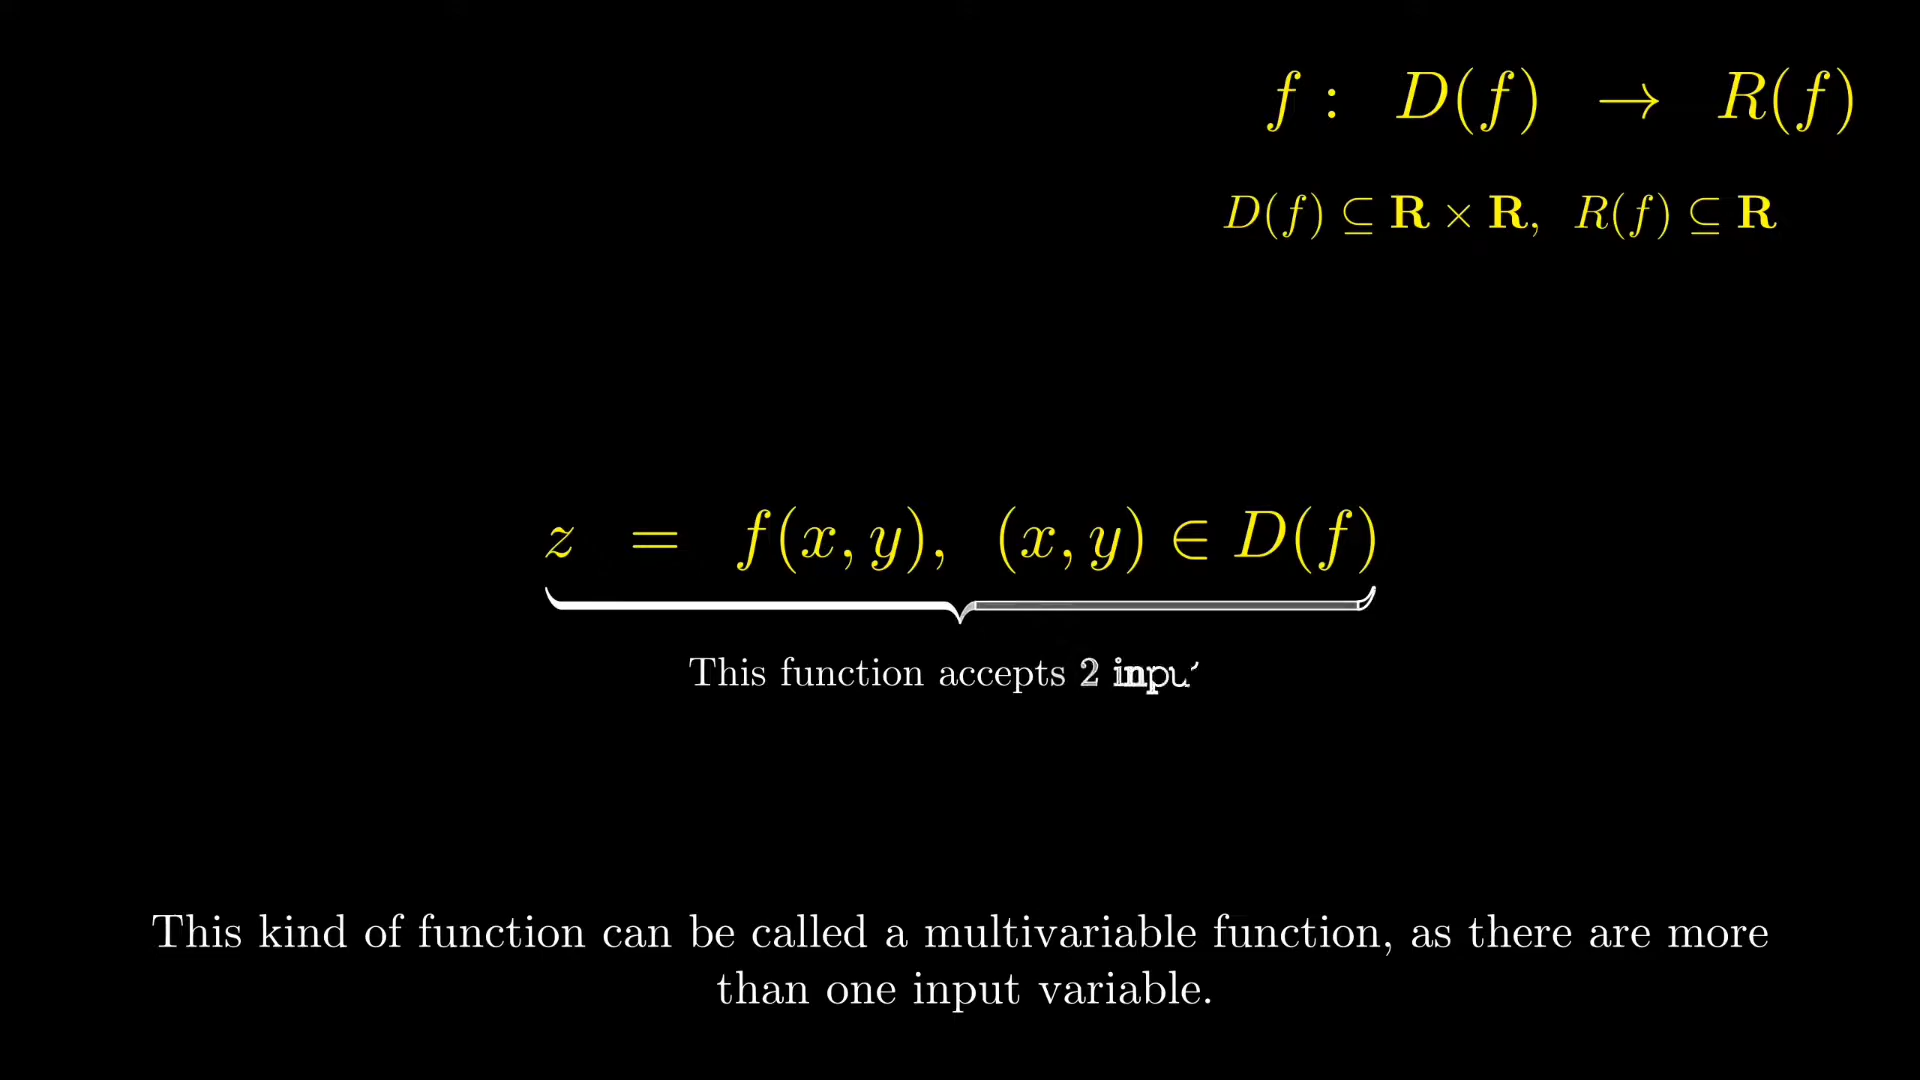 f : D(f) → R(f)
D(f) ⊆ R × R, R(f) ⊆ R
z = f(x, y), (x, y) ∈ D(f)
This function accepts 2 inpu
This kind of function can be called a multivariable function, as there are more
than one input variable.